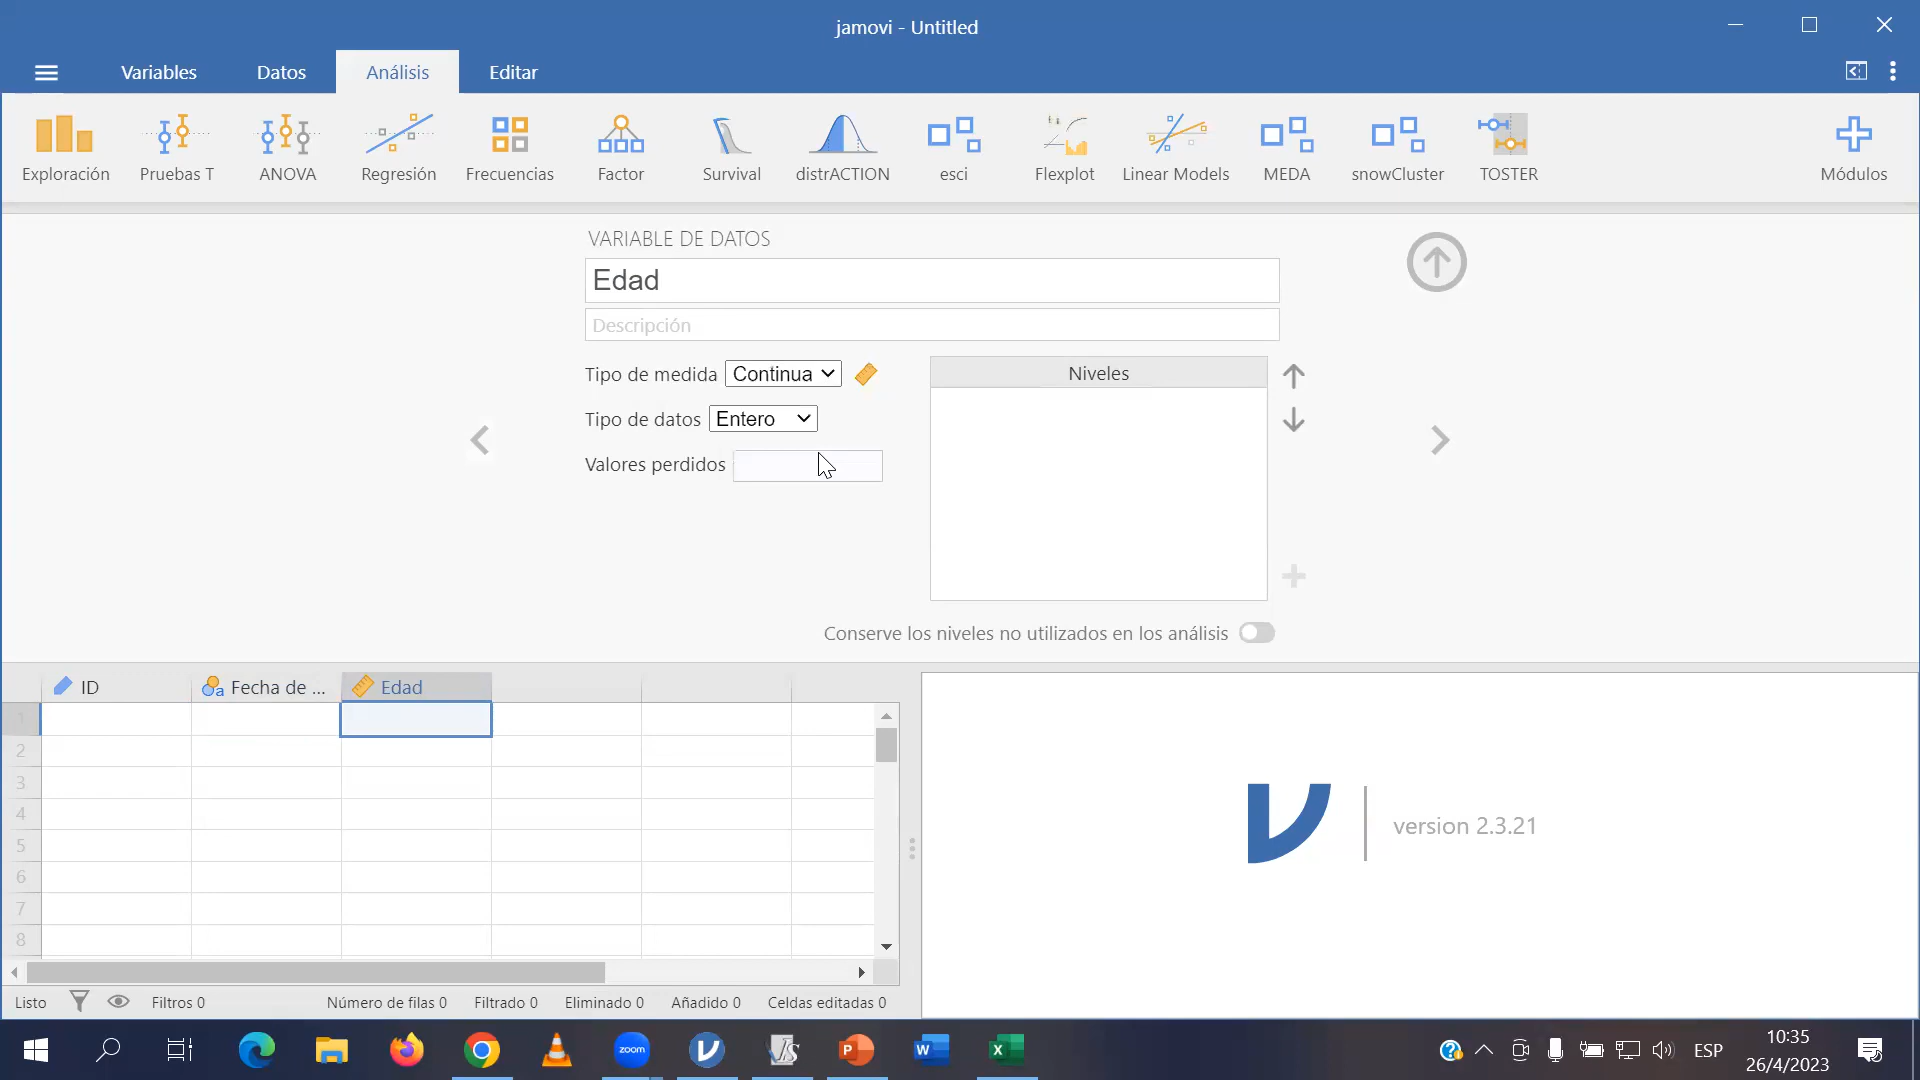 jamovi - Untitled
Variables Datos Análisis Editar
Exploración Pruebas T ANOVA Regresión Frecuencias Factor Survival distrACTION esci Flexplot Linear Models MEDA snowCluster TOSTER Módulos
VARIABLE DE DATOS
Edad
Descripción
Tipo de medida Continua
Niveles
Tipo de datos Entero
Valores perdidos
Conserve los niveles no utilizados en los análisis
ID Fecha de ... Edad
1
2
3
4
5
6
7
8
version 2.3.21
Listo Filtros 0 Número de filas 0 Filtrado 0 Eliminado 0 Añadido 0 Celdas editadas 0
zoom
ESP
10:35
26/4/2023